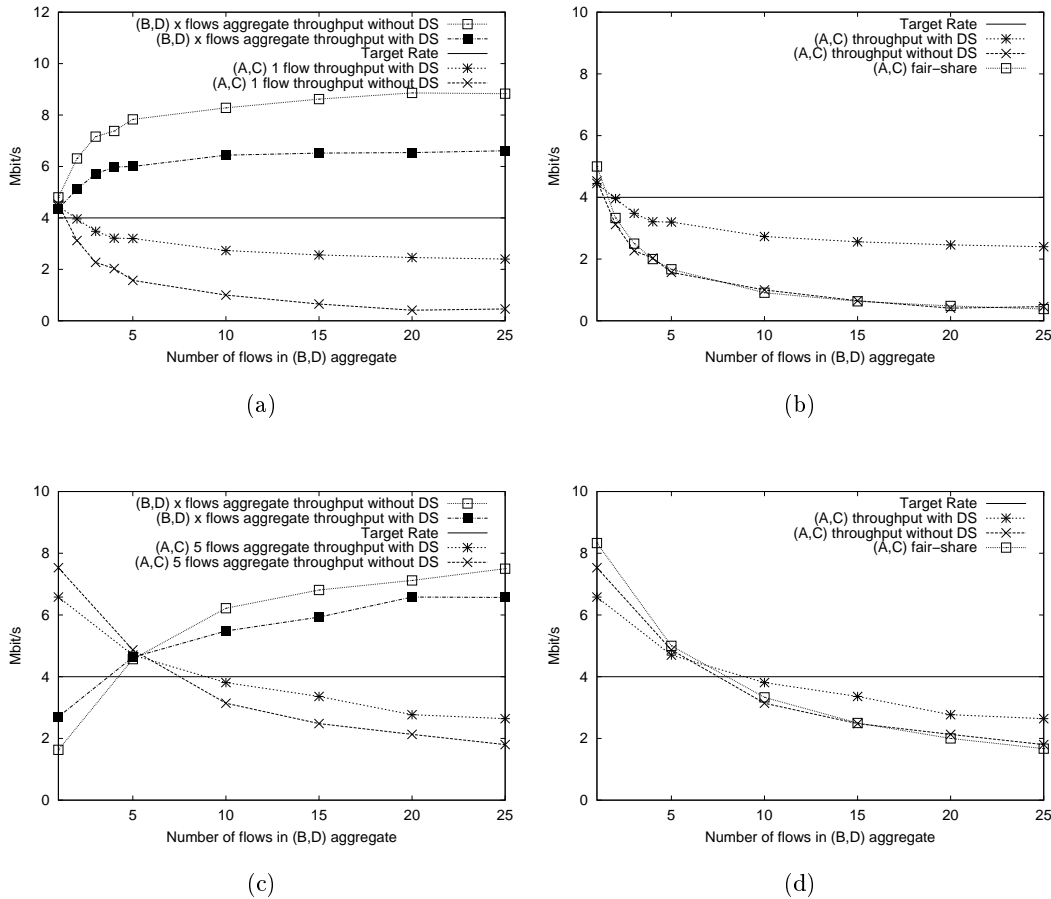 12
10
8
6
4
2
0
Mbit/s
(B,D) x flows aggregate throughput without DS
(B,D) x flows aggregate throughput with DS
Target Rate
(A,C) 1 flow throughput with DS
(A,C) 1 flow throughput without DS
5 10 15 20 25
Number of flows in (B,D) aggregate
(a)
10
8
6
4
2
0
Mbit/s
Target Rate
(A,C) throughput with DS
(A,C) throughput without DS
(A,C) fair-share
5 10 15 20 25
Number of flows in (B,D) aggregate
(b)
10
8
6
4
2
0
Mbit/s
(B,D) x flows aggregate throughput without DS
(B,D) x flows aggregate throughput with DS
Target Rate
(A,C) 5 flows aggregate throughput with DS
(A,C) 5 flows aggregate throughput without DS
5 10 15 20 25
Number of flows in (B,D) aggregate
(c)
10
8
6
4
2
0
Mbit/s
Target Rate
(A,C) throughput with DS
(A,C) throughput without DS
(A,C) fair-share
5 10 15 20 25
Number of flows in (B,D) aggregate
(d)